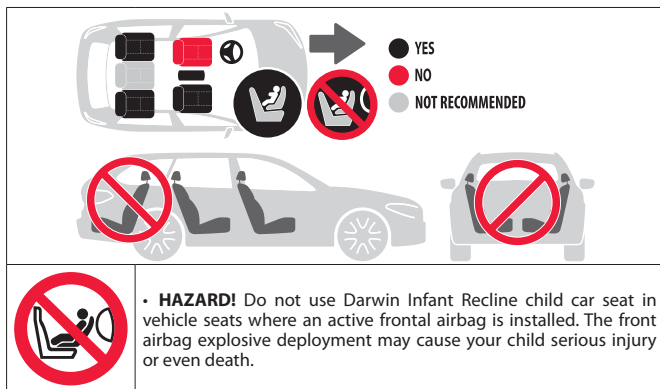 YES
NO
NOT RECOMMENDED
• HAZARD! Do not use Darwin Infant Recline child car seat in
vehicle seats where an active frontal airbag is installed. The front
airbag explosive deployment may cause your child serious injury
or even death.